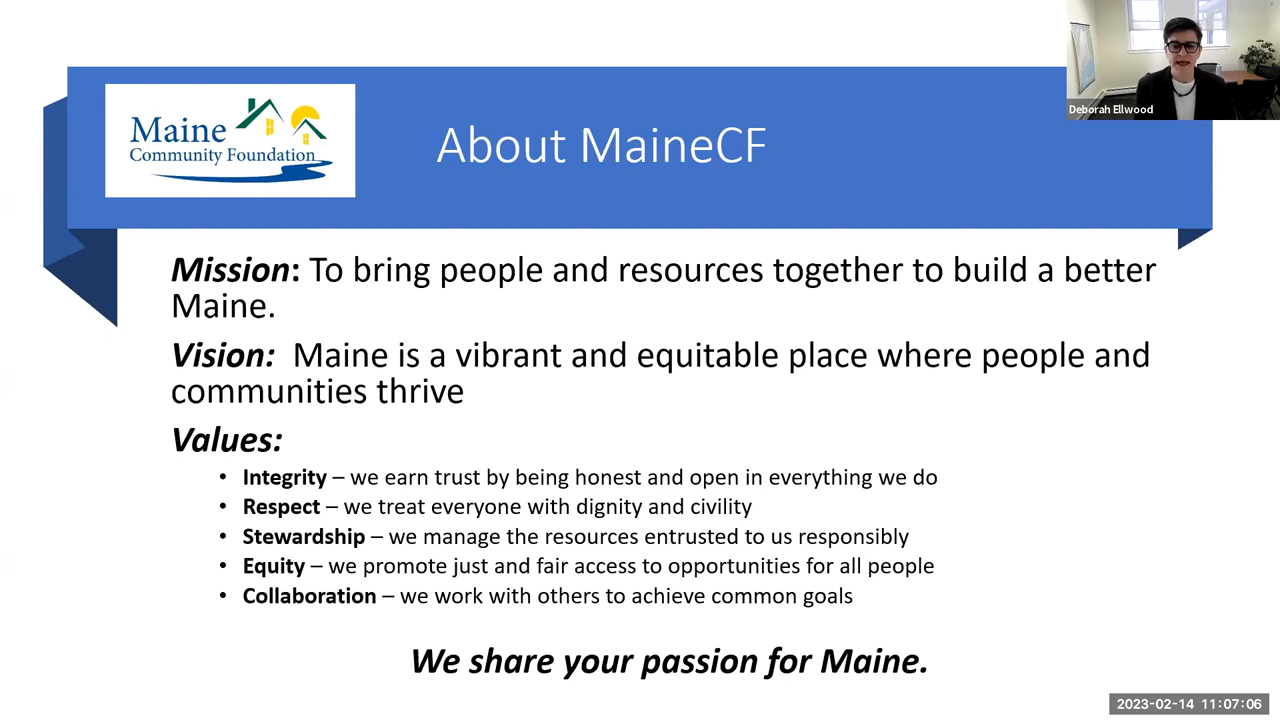 Deborah Ellwood
Maine
Community Foundation
About MaineCF
Mission: To bring people and resources together to build a better
Maine.
Vision: Maine is a vibrant and equitable place where people and
communities thrive
Values:
• Integrity – we earn trust by being honest and open in everything we do
• Respect – we treat everyone with dignity and civility
• Stewardship – we manage the resources entrusted to us responsibly
• Equity – we promote just and fair access to opportunities for all people
• Collaboration – we work with others to achieve common goals
We share your passion for Maine.
2023-02-14 11:07:06